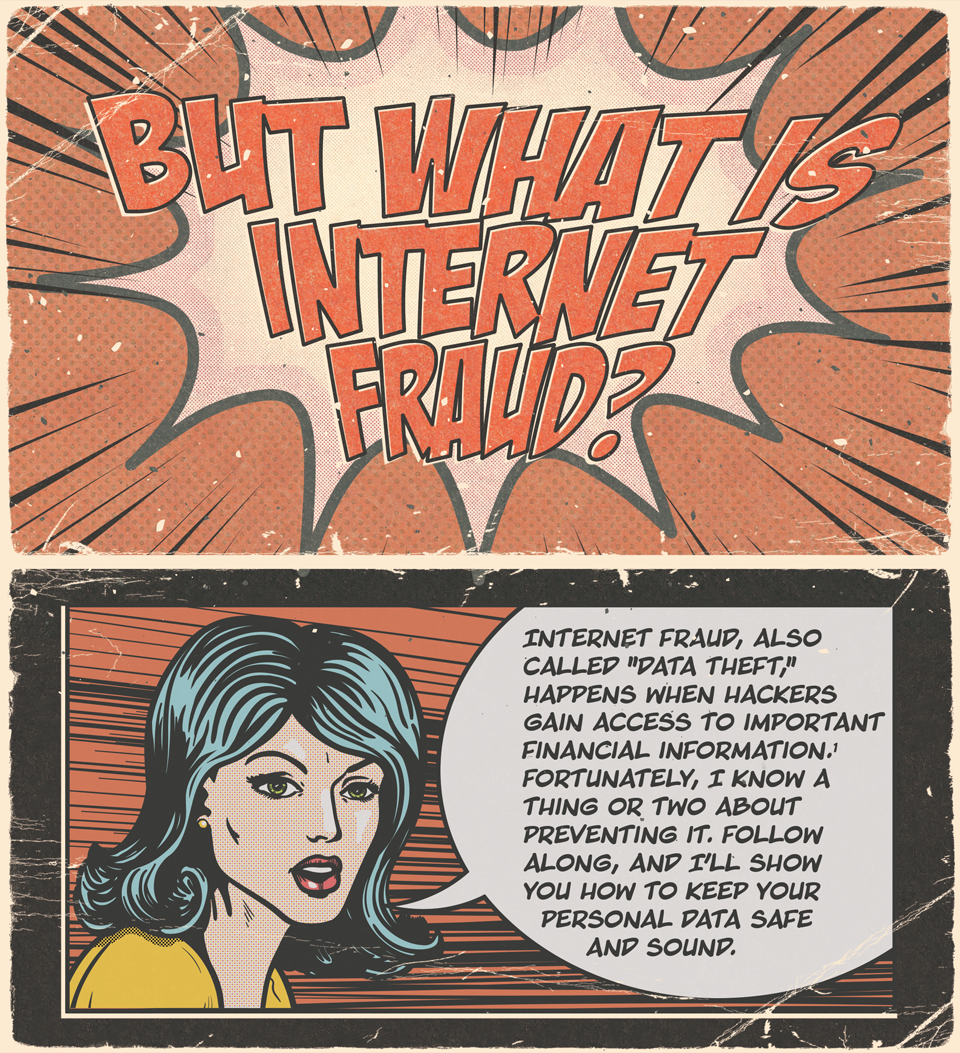 BUT WHAT IS
INTERNET
FRAUD?
INTERNET FRAUD, ALSO
CALLED "DATA THEFT,"
HAPPENS WHEN HACKERS
GAIN ACCESS TO IMPORTANT
FINANCIAL INFORMATION.¹
FORTUNATELY, I KNOW A
THING OR TWO ABOUT
PREVENTING IT. FOLLOW
ALONG, AND I'LL SHOW
YOU HOW TO KEEP YOUR
PERSONAL DATA SAFE
AND SOUND.